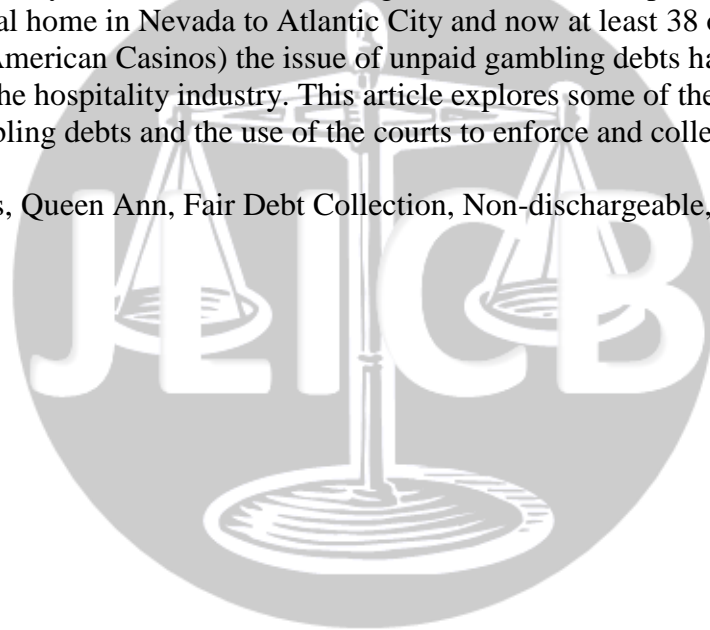 al home in Nevada to Atlantic City and now at least 38
American Casinos) the issue of unpaid gambling debts
he hospitality industry. This article explores some of the
bling debts and the use of the courts to enforce and
s, Queen Ann, Fair Debt Collection, Non-dischargeable,
JLICB